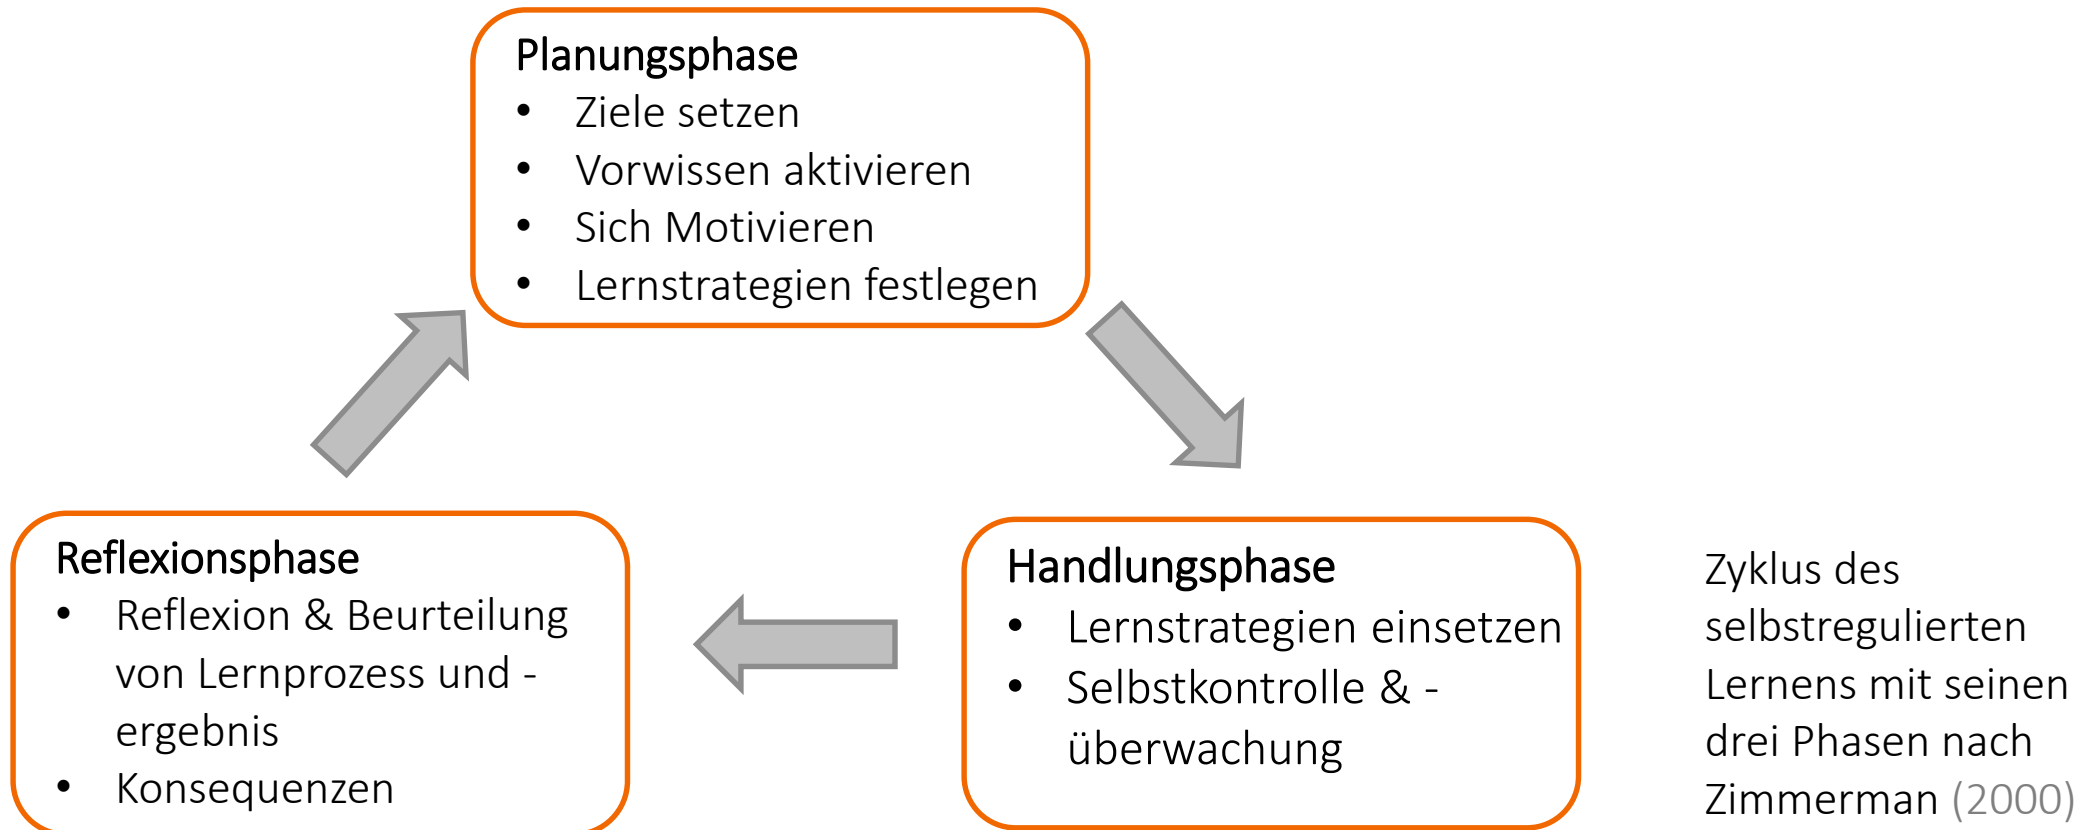 Planungsphase
• Ziele setzen
• Vorwissen aktivieren
• Sich Motivieren
• Lernstrategien festlegen
Reflexionsphase
• Reflexion & Beurteilung
von Lernprozess und -
ergebnis
• Konsequenzen
Handlungsphase
• Lernstrategien einsetzen
• Selbstkontrolle & -
überwachung
Zyklus des
selbstregulierten
Lernens mit seinen
drei Phasen nach
Zimmerman (2000)